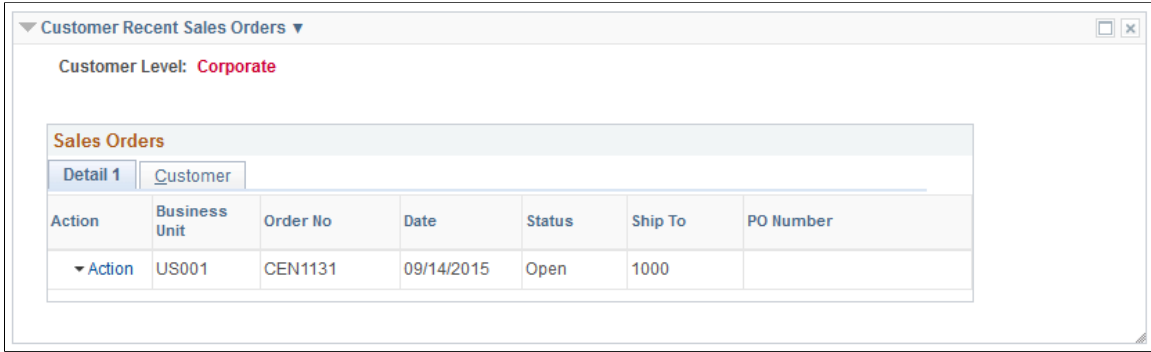 Customer Recent Sales Orders
Customer Level: Corporate
Sales Orders
Detail 1 Customer
Action Business Unit Order No Date Status Ship To PO Number
Action US001 CEN1131 09/14/2015 Open 1000